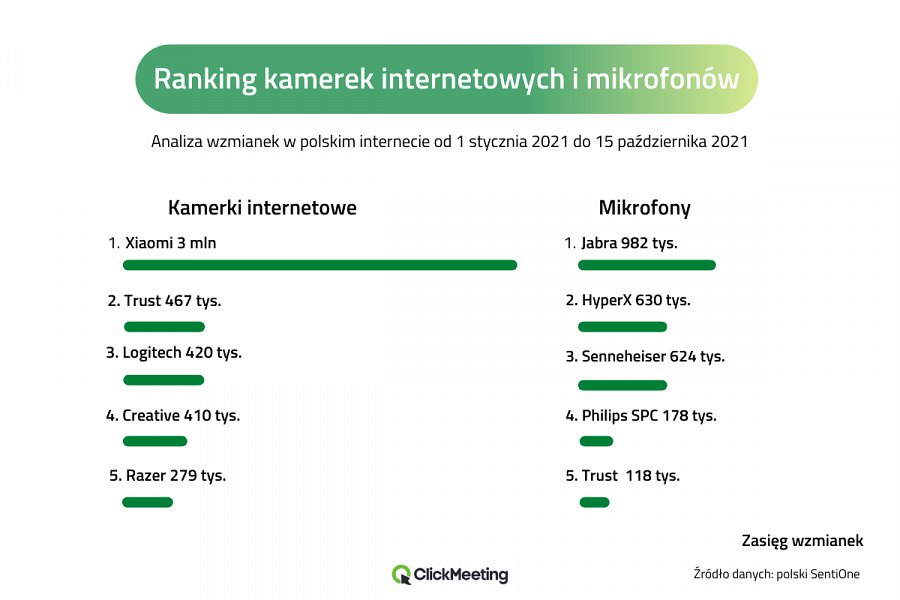 Ranking kamerek internetowych i mikrofonów
Analiza wzmianek w polskim internecie od 1 stycznia 2021 do 15 października 2021
Kamerki internetowe
1. Xiaomi 3 mln
2. Trust 467 tys.
3. Logitech 420 tys.
4. Creative 410 tys.
5. Razer 279 tys.
Mikrofony
1. Jabra 982 tys.
2. HyperX 630 tys.
3. Senneheiser 624 tys.
4. Philips SPC 178 tys.
5. Trust 118 tys.
Zasięg wzmianek
ClickMeeting
Źródło danych: polski SentiOne